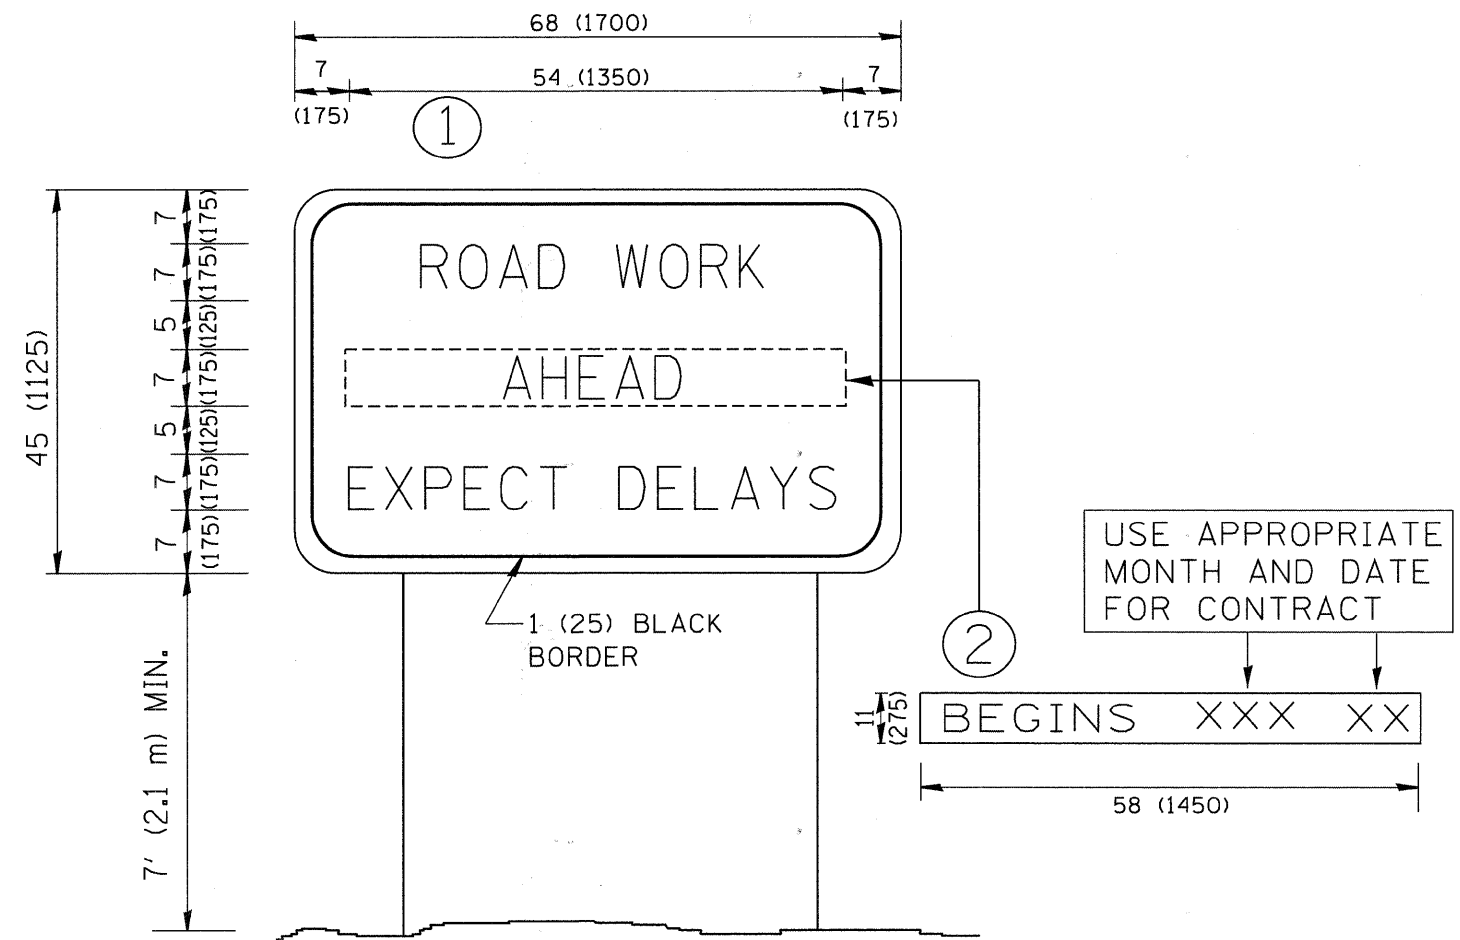 68 (1700)
7 54 (1350) 7
(175) (175)
1
ROAD WORK
AHEAD
EXPECT DELAYS
45 (1125)
7 (175)
7 (175)
5 (125)
7 (175)
5 (125)
7 (175)
7 (175)
7' (2.1 m) MIN.
1 (25) BLACK
BORDER
USE APPROPRIATE
MONTH AND DATE
FOR CONTRACT
2
11
(275)
BEGINS XXX XX
58 (1450)